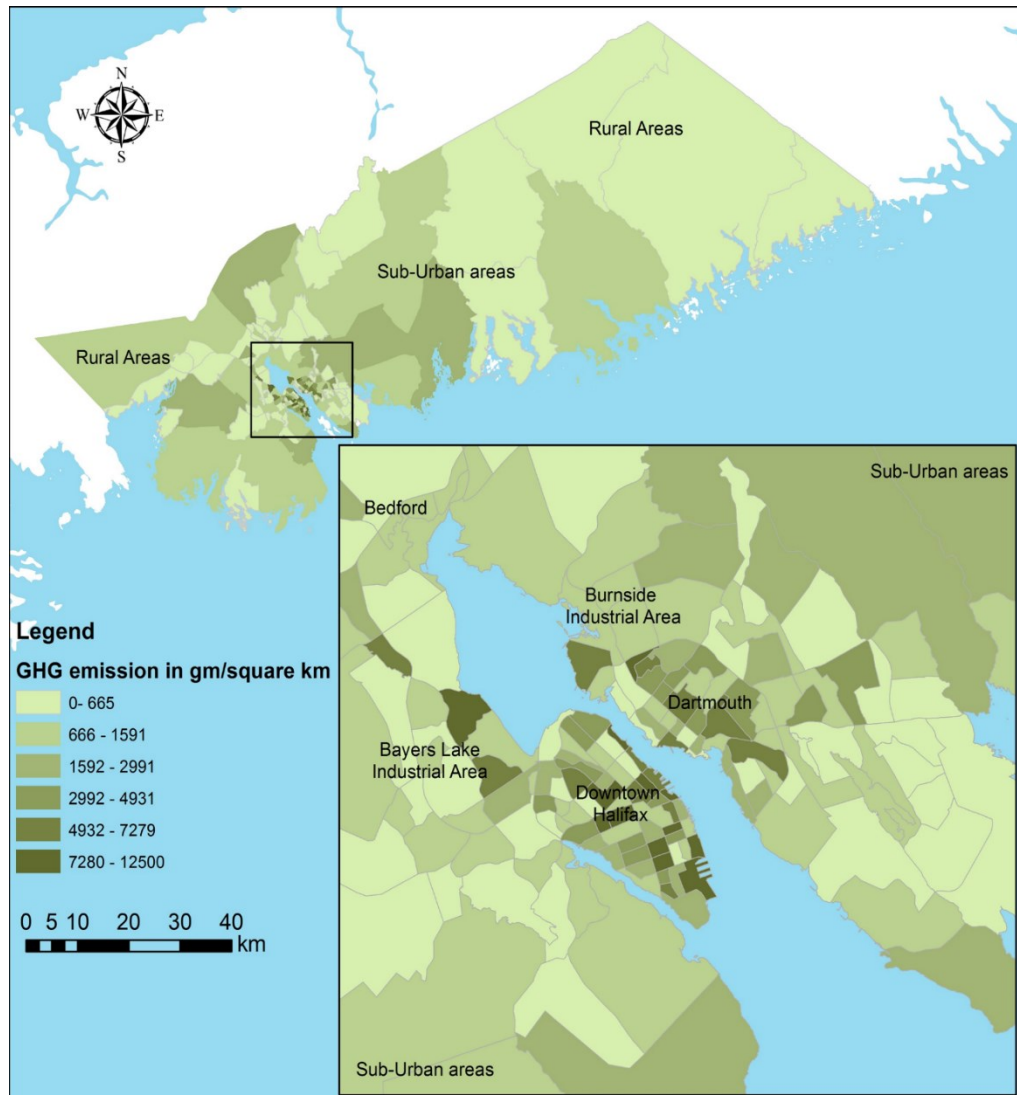 N
W E
S
Rural Areas
Sub-Urban areas
Rural Areas
Sub-Urban areas
Bedford
Burnside
Industrial Area
Dartmouth
Bayers Lake
Industrial Area
Downtown
Halifax
Sub-Urban areas
Legend
GHG emission in gm/square km
0- 665
666 - 1591
1592 - 2991
2992 - 4931
4932 - 7279
7280 - 12500
0 5 10 20 30 40
km